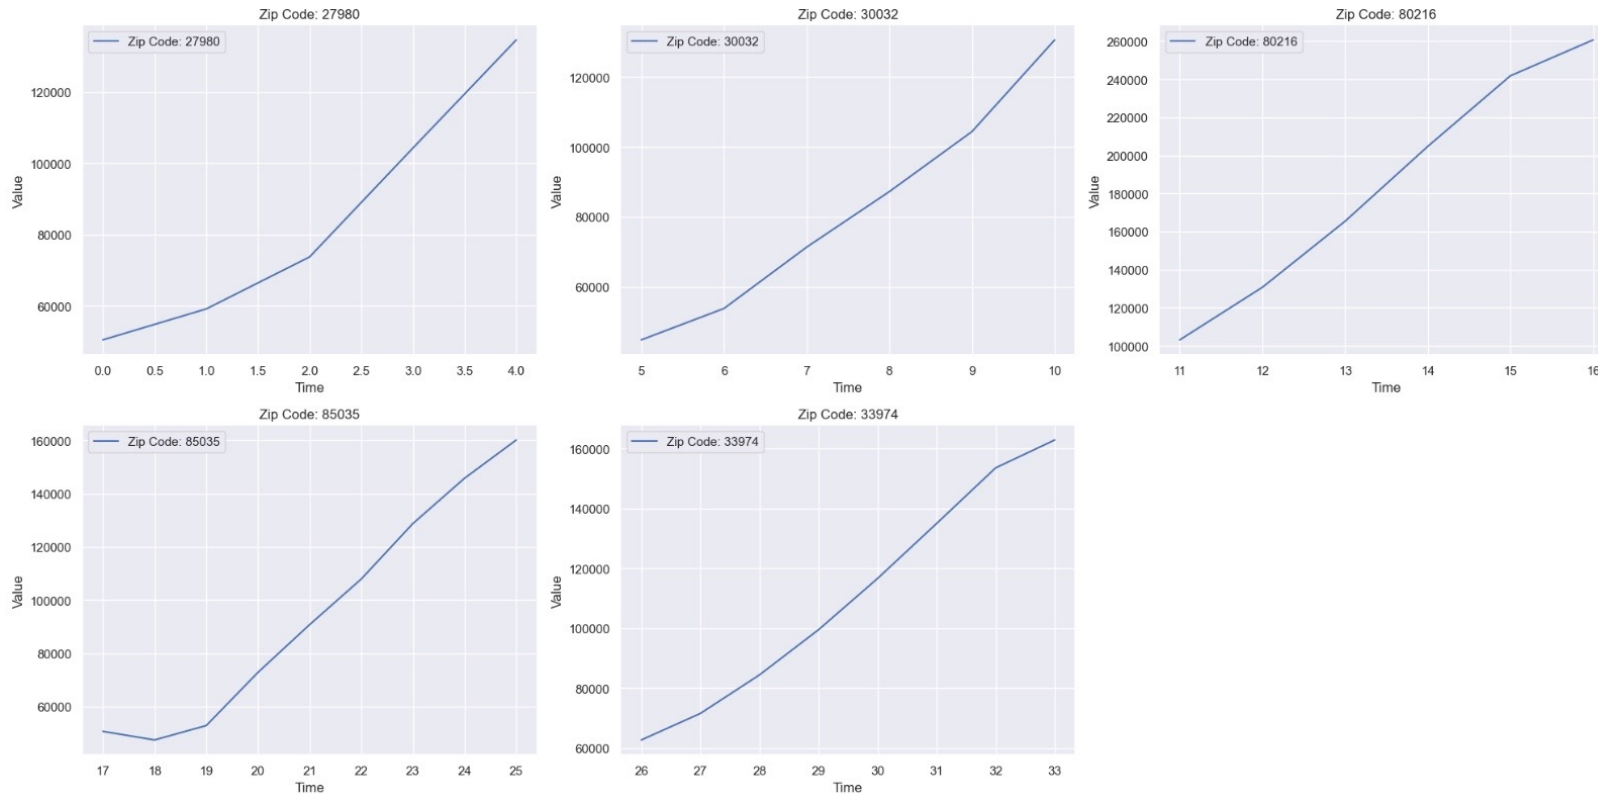 Zip Code: 27980
Zip Code: 27980
Value
120000
100000
80000
60000
0.0 0.5 1.0 1.5 2.0 2.5 3.0 3.5 4.0
Time
Zip Code: 30032
Zip Code: 30032
Value
120000
100000
80000
60000
5 6 7 8 9 10
Time
Zip Code: 80216
Zip Code: 80216
Value
260000
240000
220000
200000
180000
160000
140000
120000
100000
11 12 13 14 15 16
Time
Zip Code: 85035
Zip Code: 85035
Value
160000
140000
120000
100000
80000
60000
17 18 19 20 21 22 23 24 25
Time
Zip Code: 33974
Zip Code: 33974
Value
160000
140000
120000
100000
80000
60000
26 27 28 29 30 31 32 33
Time